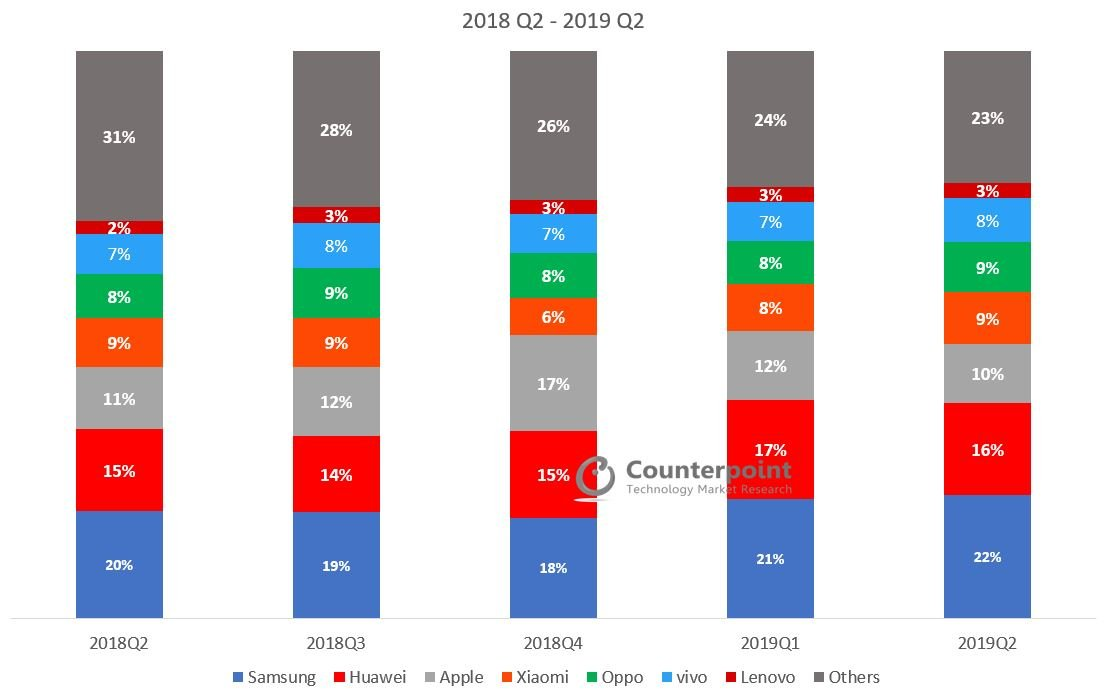 2018 Q2 - 2019 Q2
31% 28% 26% 24% 23%
2% 3% 3% 3% 3%
7% 8% 7% 7% 8%
8% 9% 8% 8% 9%
9% 9% 6% 8% 9%
11% 12% 17% 12% 10%
15% 14% 15% 17% 16%
Counterpoint
Technology Market Research
20% 19% 18% 21% 22%
2018Q2 2018Q3 2018Q4 2019Q1 2019Q2
Samsung Huawei Apple Xiaomi Oppo vivo Lenovo Others